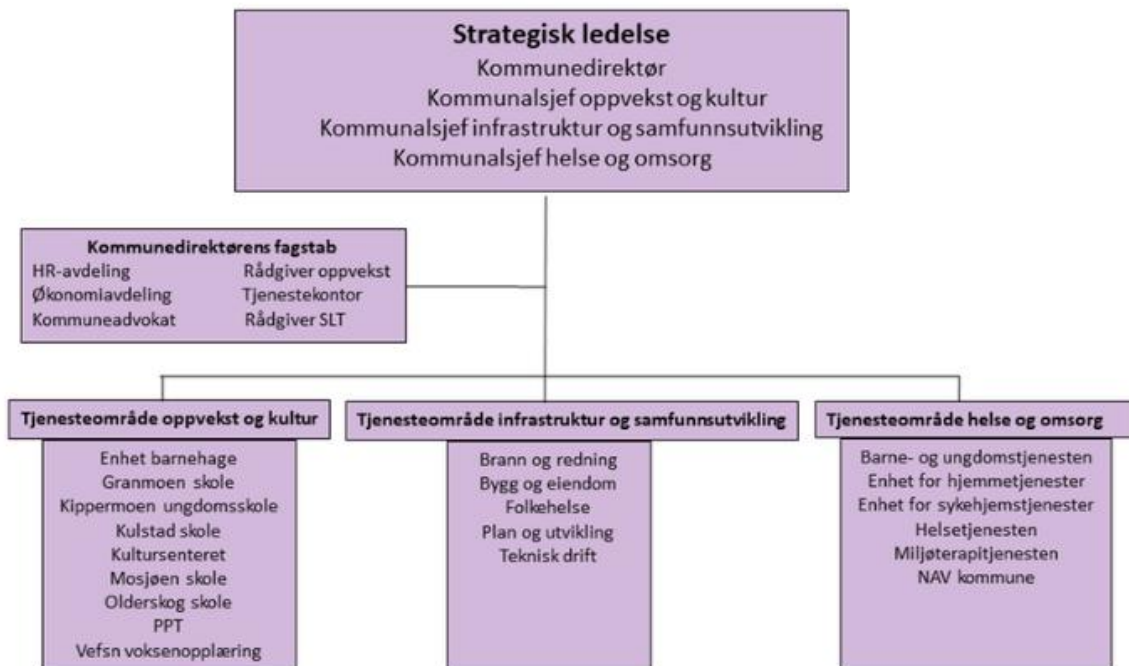 Strategisk ledelse
Kommunedirektør
Kommunalsjef oppvekst og kultur
Kommunalsjef infrastruktur og samfunnsutvikling
Kommunalsjef helse og omsorg
Kommunedirektørens fagstab
HR-avdeling Rådgiver oppvekst
Økonomiavdeling Tjenestekontor
Kommuneadvokat Rådgiver SLT
Tjenesteområde oppvekst og kultur
Enhet barnehage
Granmoen skole
Kippermoen ungdomsskole
Kulstad skole
Kultursenteret
Mosjøen skole
Olderskog skole
PPT
Vefsn voksenopplæring
Tjenesteområde infrastruktur og samfunnsutvikling
Brann og redning
Bygg og eiendom
Folkehelse
Plan og utvikling
Teknisk drift
Tjenesteområde helse og omsorg
Barne- og ungdomstjenesten
Enhet for hjemmetjenester
Enhet for sykehjemstjenester
Helsetjenesten
Miljøterapitjenesten
NAV kommune